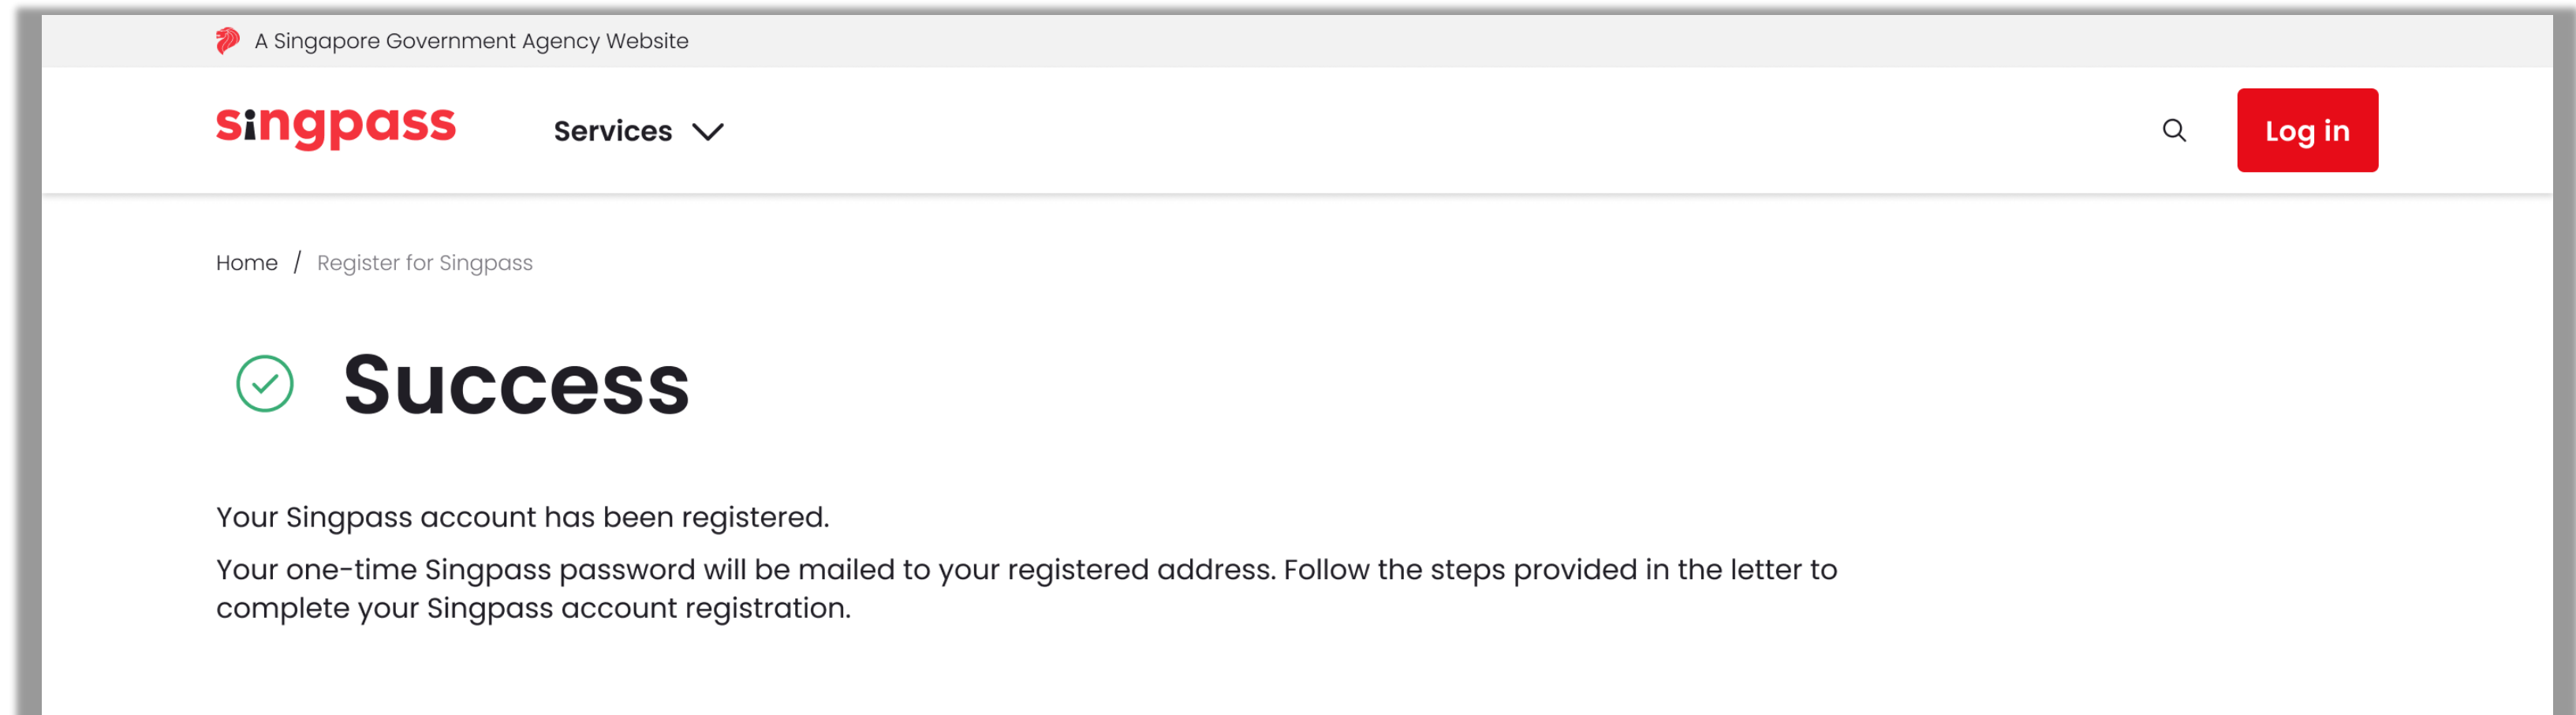 A Singapore Government Agency Website
singpass
Services
Log in
Home / Register for Singpass
Success
Your Singpass account has been registered.
Your one-time Singpass password will be mailed to your registered address. Follow the steps provided in the letter to
complete your Singpass account registration.